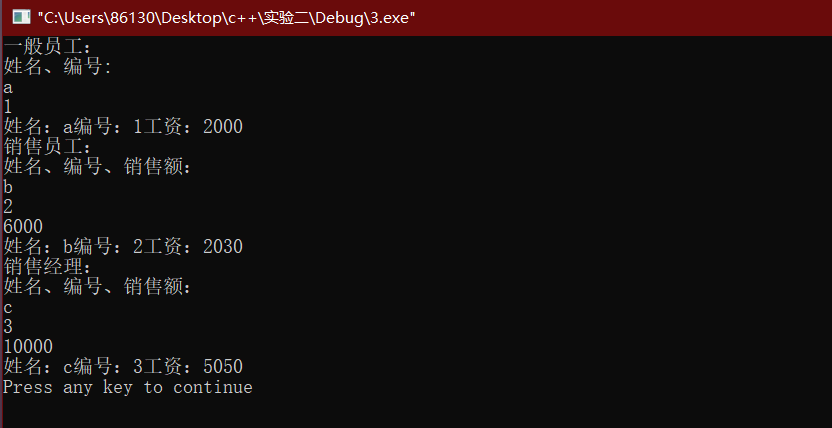 "C:\Users\86130\Desktop\c++\实验二\Debug\3.exe"
一般员工：
姓名、编号:
a
1
姓名：a编号：1工资：2000
销售员工：
姓名、编号、销售额：
b
2
6000
姓名：b编号：2工资：2030
销售经理：
姓名、编号、销售额：
c
3
10000
姓名：c编号：3工资：5050
Press any key to continue